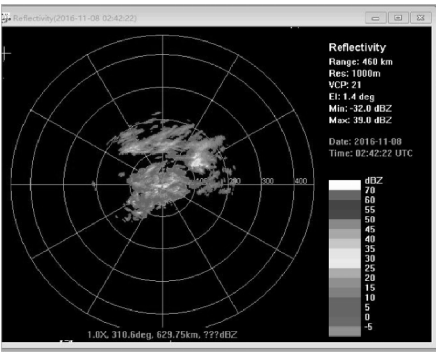 Reflectivity(2016-11-08 02:42:22)
Reflectivity
Range: 460 km
Res: 1000m
VCP: 21
El: 1.4 deg
Min: -32.0 dBZ
Max: 39.0 dBZ
Date: 2016-11-08
Time: 02:42:22 UTC
200 300 400
dBZ
70
60
55
50
45
40
35
30
25
20
15
10
5
0
-5
1.0X, 310.6deg, 629.75km, ???dBZ